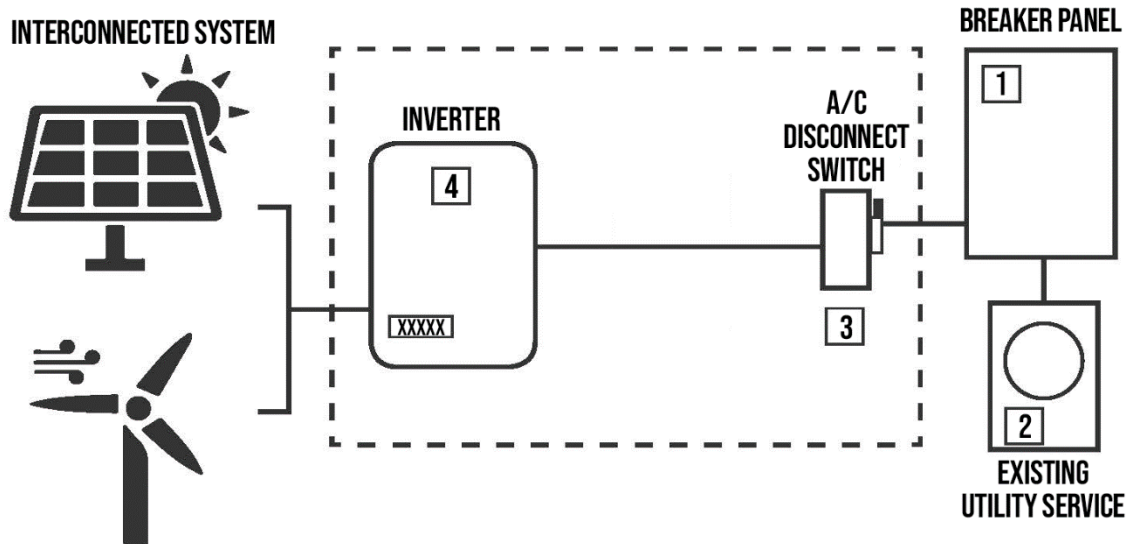 INTERCONNECTED SYSTEM
INVERTER
4
XXXXX
A/C
DISCONNECT
SWITCH
3
BREAKER PANEL
1
2
EXISTING
UTILITY SERVICE